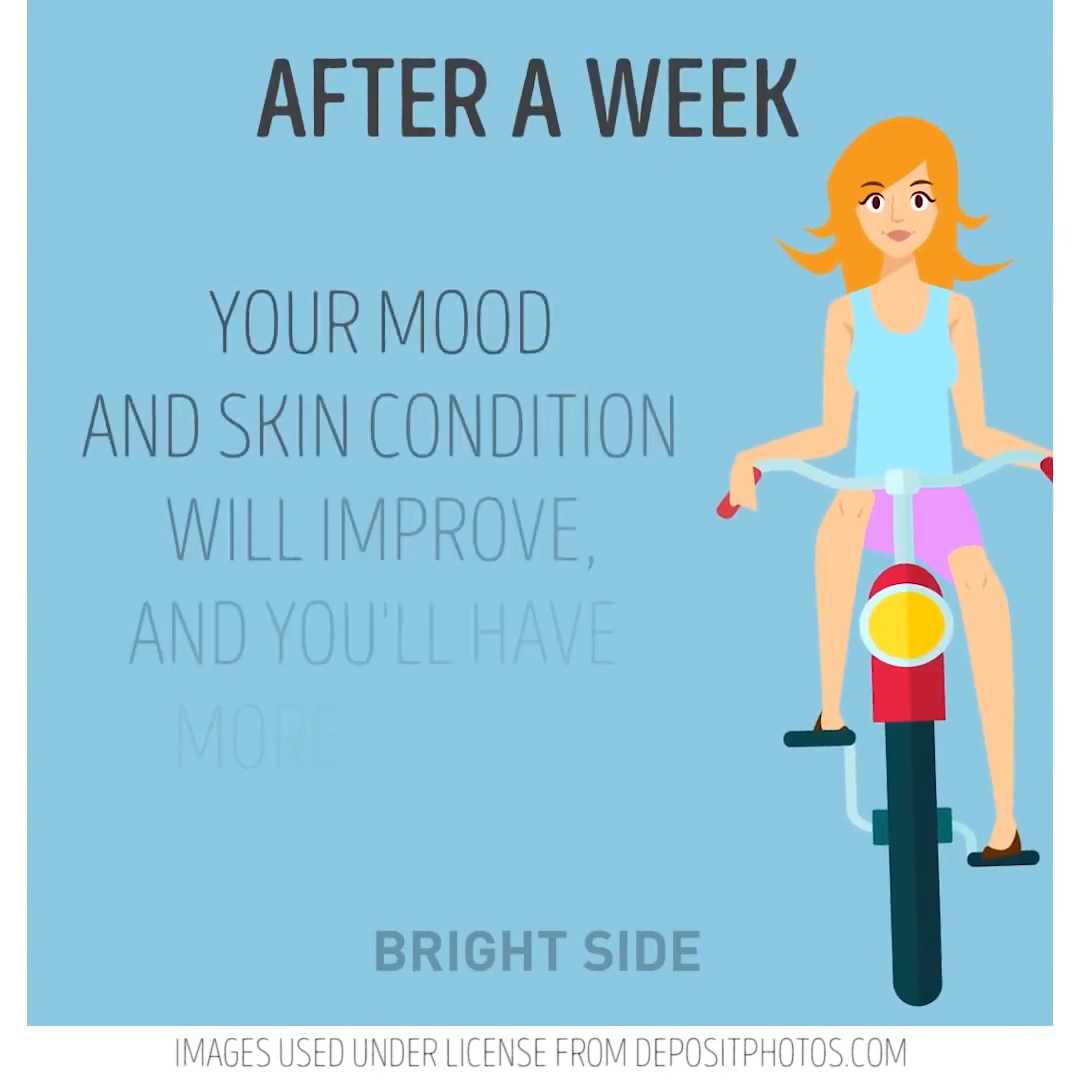 AFTER A WEEK
YOUR MOOD
AND SKIN CONDITION
WILL IMPROVE,
AND YOU'LL HAVE
MORE
BRIGHT SIDE
IMAGES USED UNDER LICENSE FROM DEPOSITPHOTOS.COM